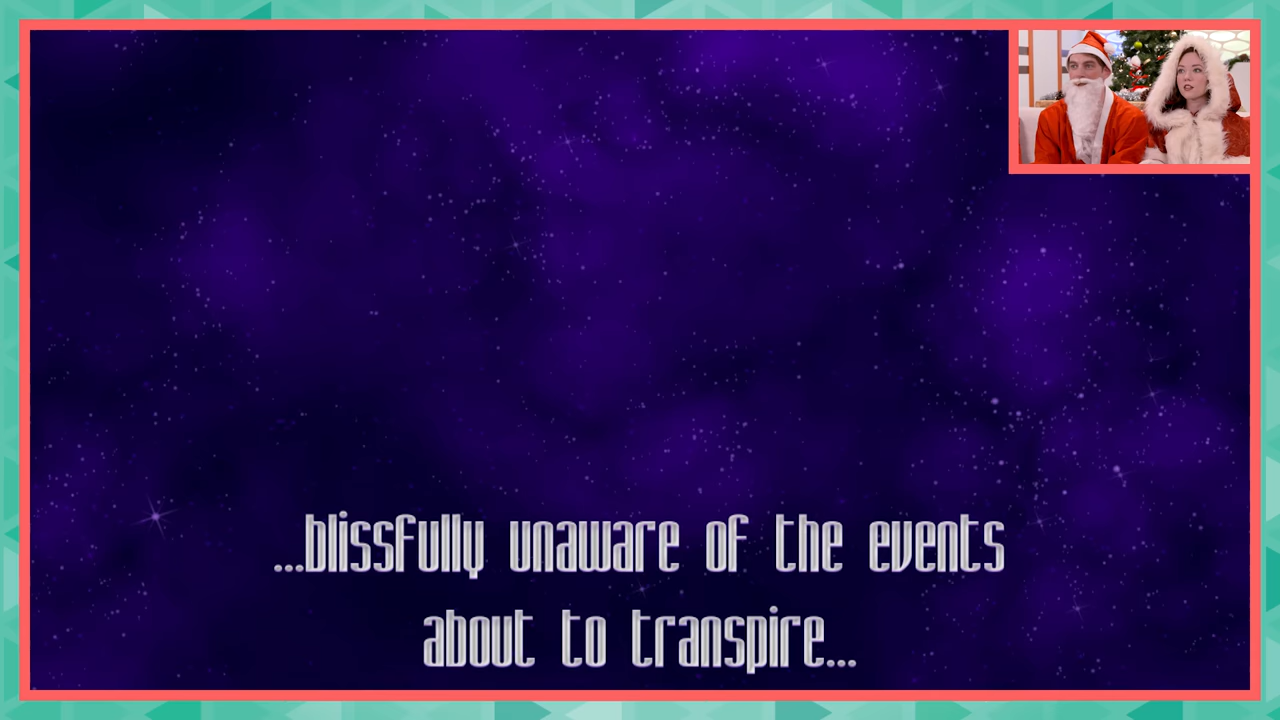 ...blissfully unaware of the events
about to transpire...